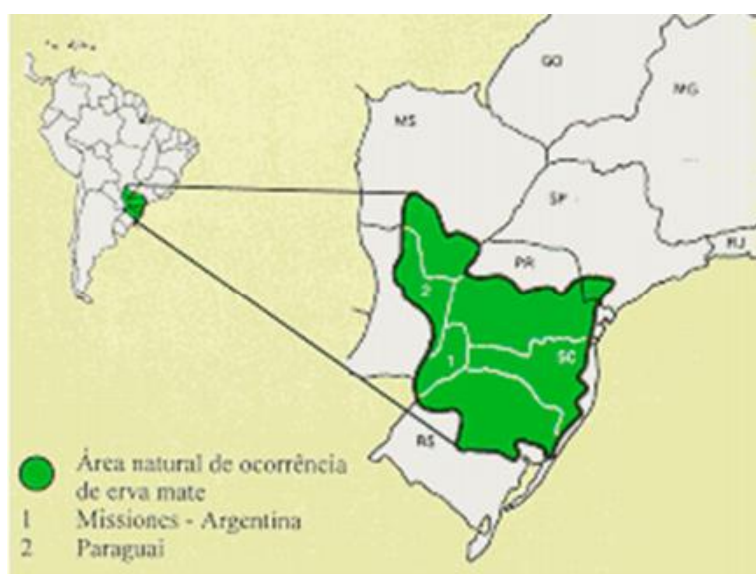 GO
MG
MS
SP
RJ
PR
2
1
SC
RS
Área natural de ocorrência
de erva mate
1 Missiones - Argentina
2 Paraguai